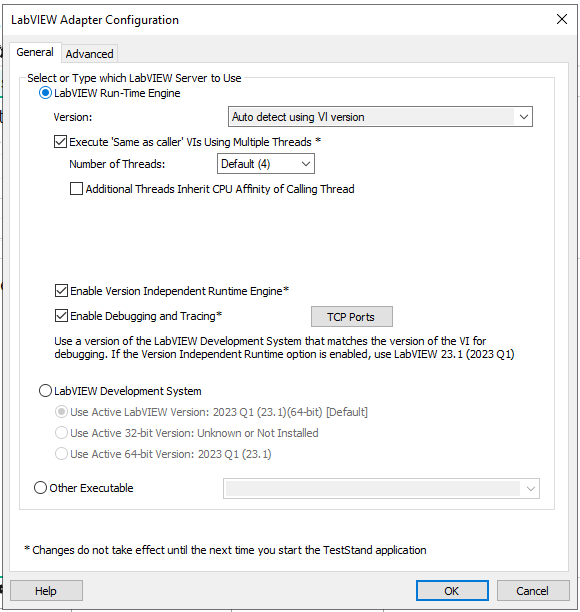 LabVIEW Adapter Configuration
General Advanced
Select or Type which LabVIEW Server to Use
LabVIEW Run-Time Engine
Version: Auto detect using VI version
Execute 'Same as caller' VIs Using Multiple Threads *
Number of Threads: Default (4)
Additional Threads Inherit CPU Affinity of Calling Thread
Enable Version Independent Runtime Engine*
Enable Debugging and Tracing* TCP Ports
Use a version of the LabVIEW Development System that matches the version of the VI for
debugging. If the Version Independent Runtime option is enabled, use LabVIEW 23.1 (2023 Q1)
LabVIEW Development System
Use Active LabVIEW Version: 2023 Q1 (23.1)(64-bit) [Default]
Use Active 32-bit Version: Unknown or Not Installed
Use Active 64-bit Version: 2023 Q1 (23.1)
Other Executable
* Changes do not take effect until the next time you start the TestStand application
Help OK Cancel